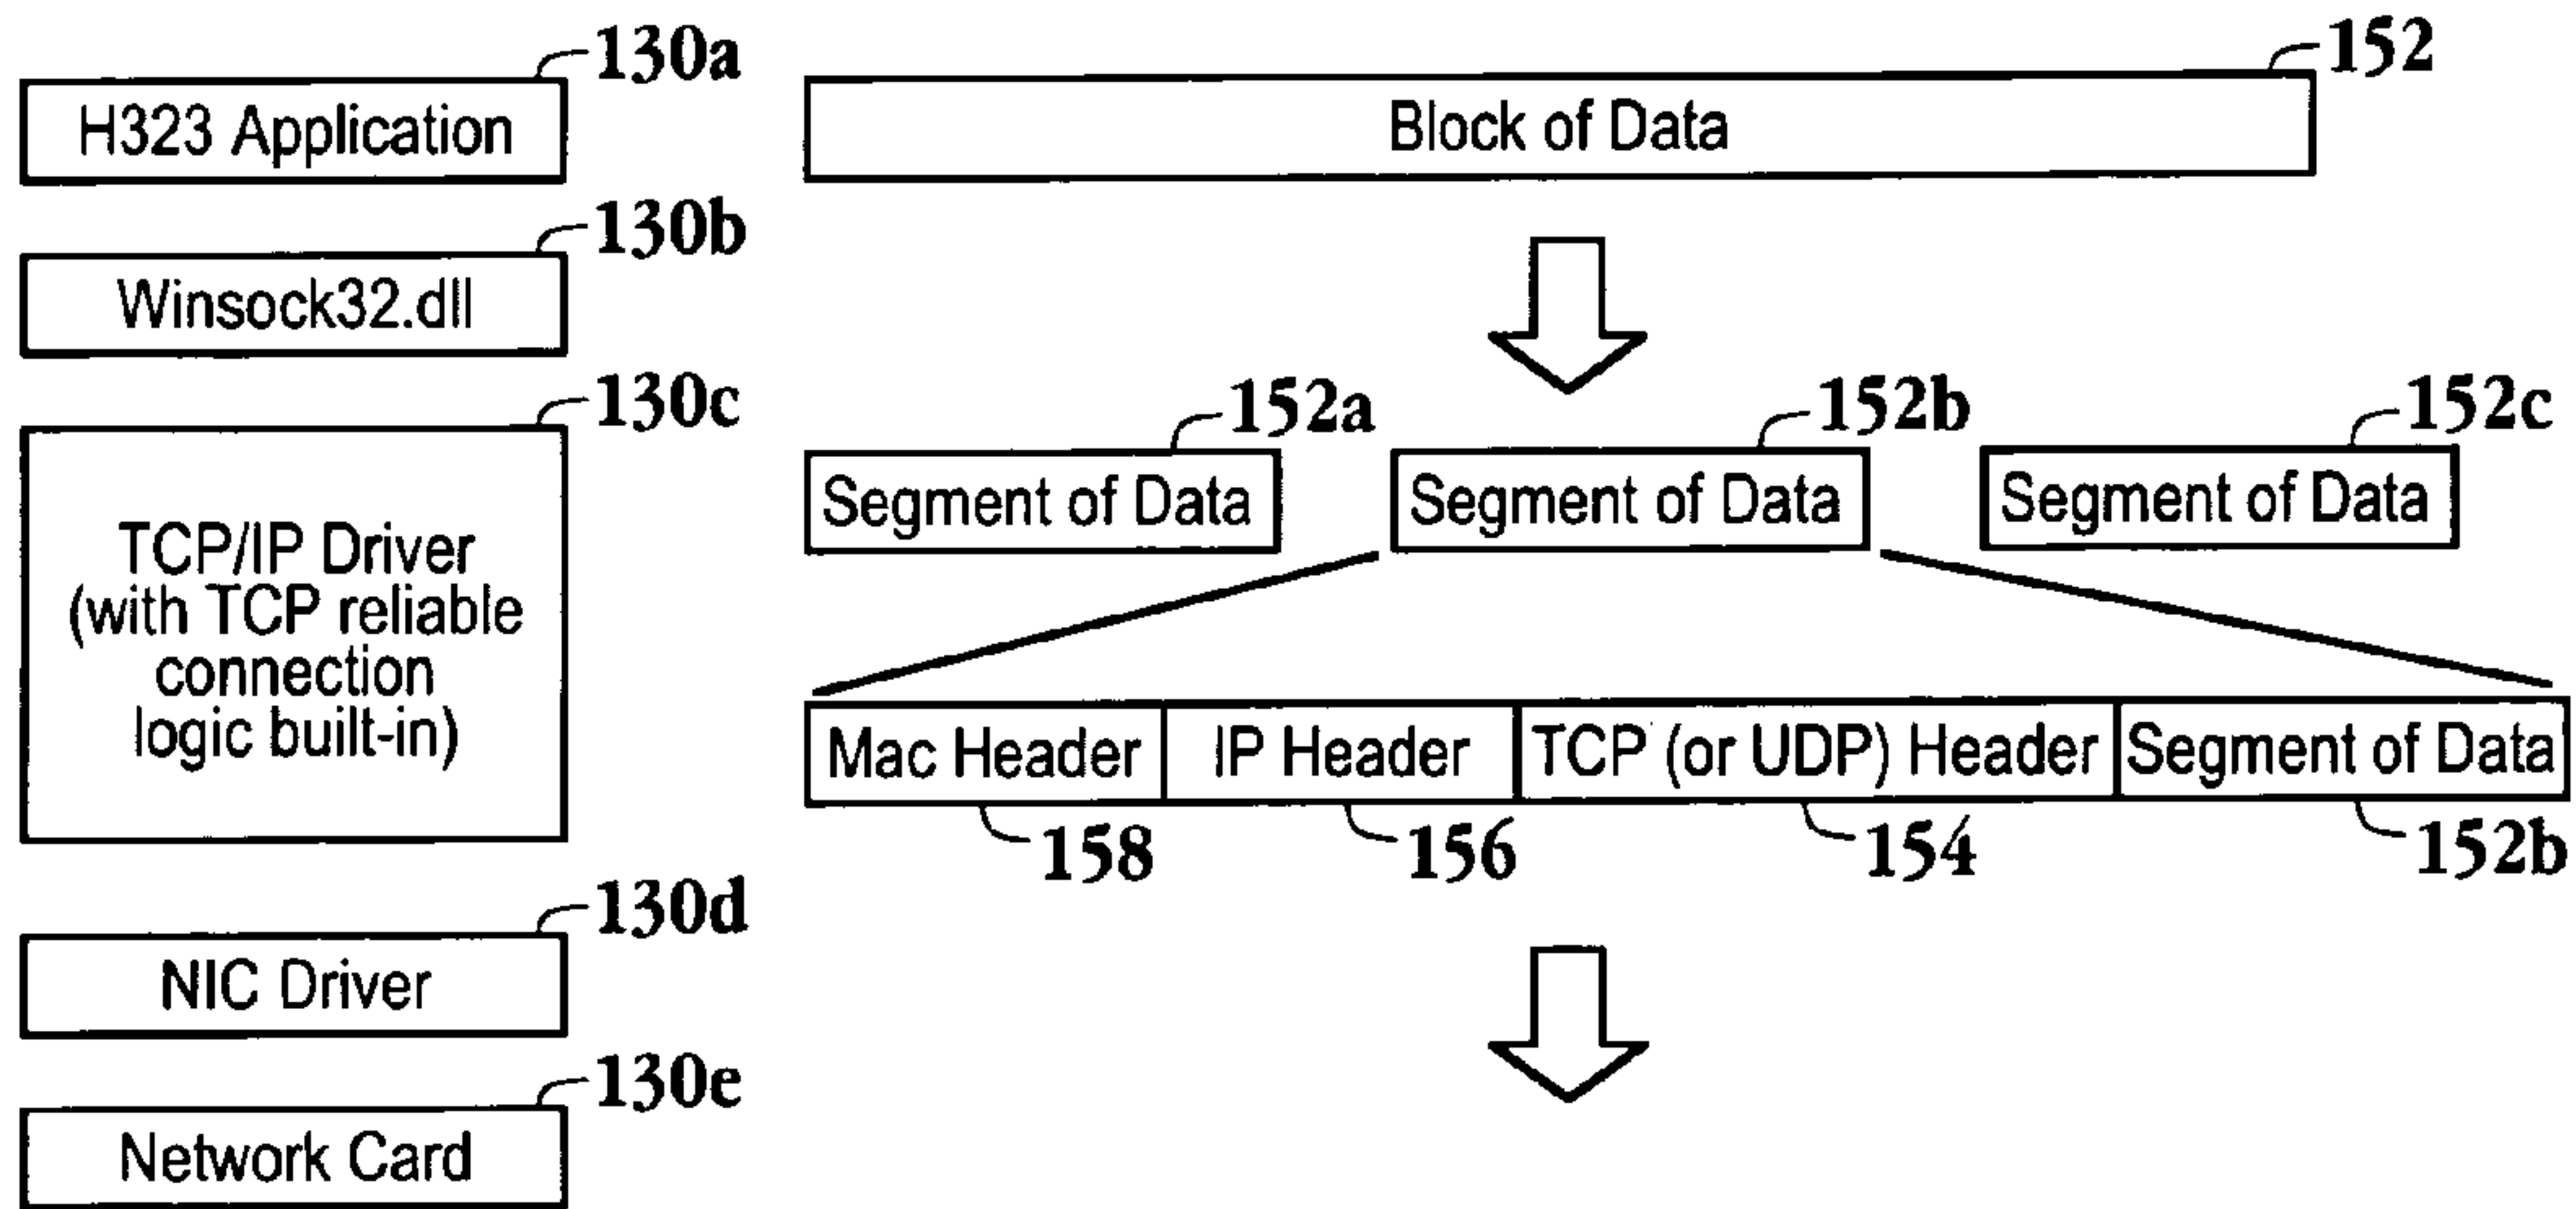 130a
H323 Application
152
Block of Data
130b
Winsock32.dll
130c
TCP/IP Driver
(with TCP reliable
connection
logic built-in)
152a
Segment of Data
152b
Segment of Data
152c
Segment of Data
Mac Header
IP Header
TCP (or UDP) Header
Segment of Data
158
156
154
152b
130d
NIC Driver
130e
Network Card